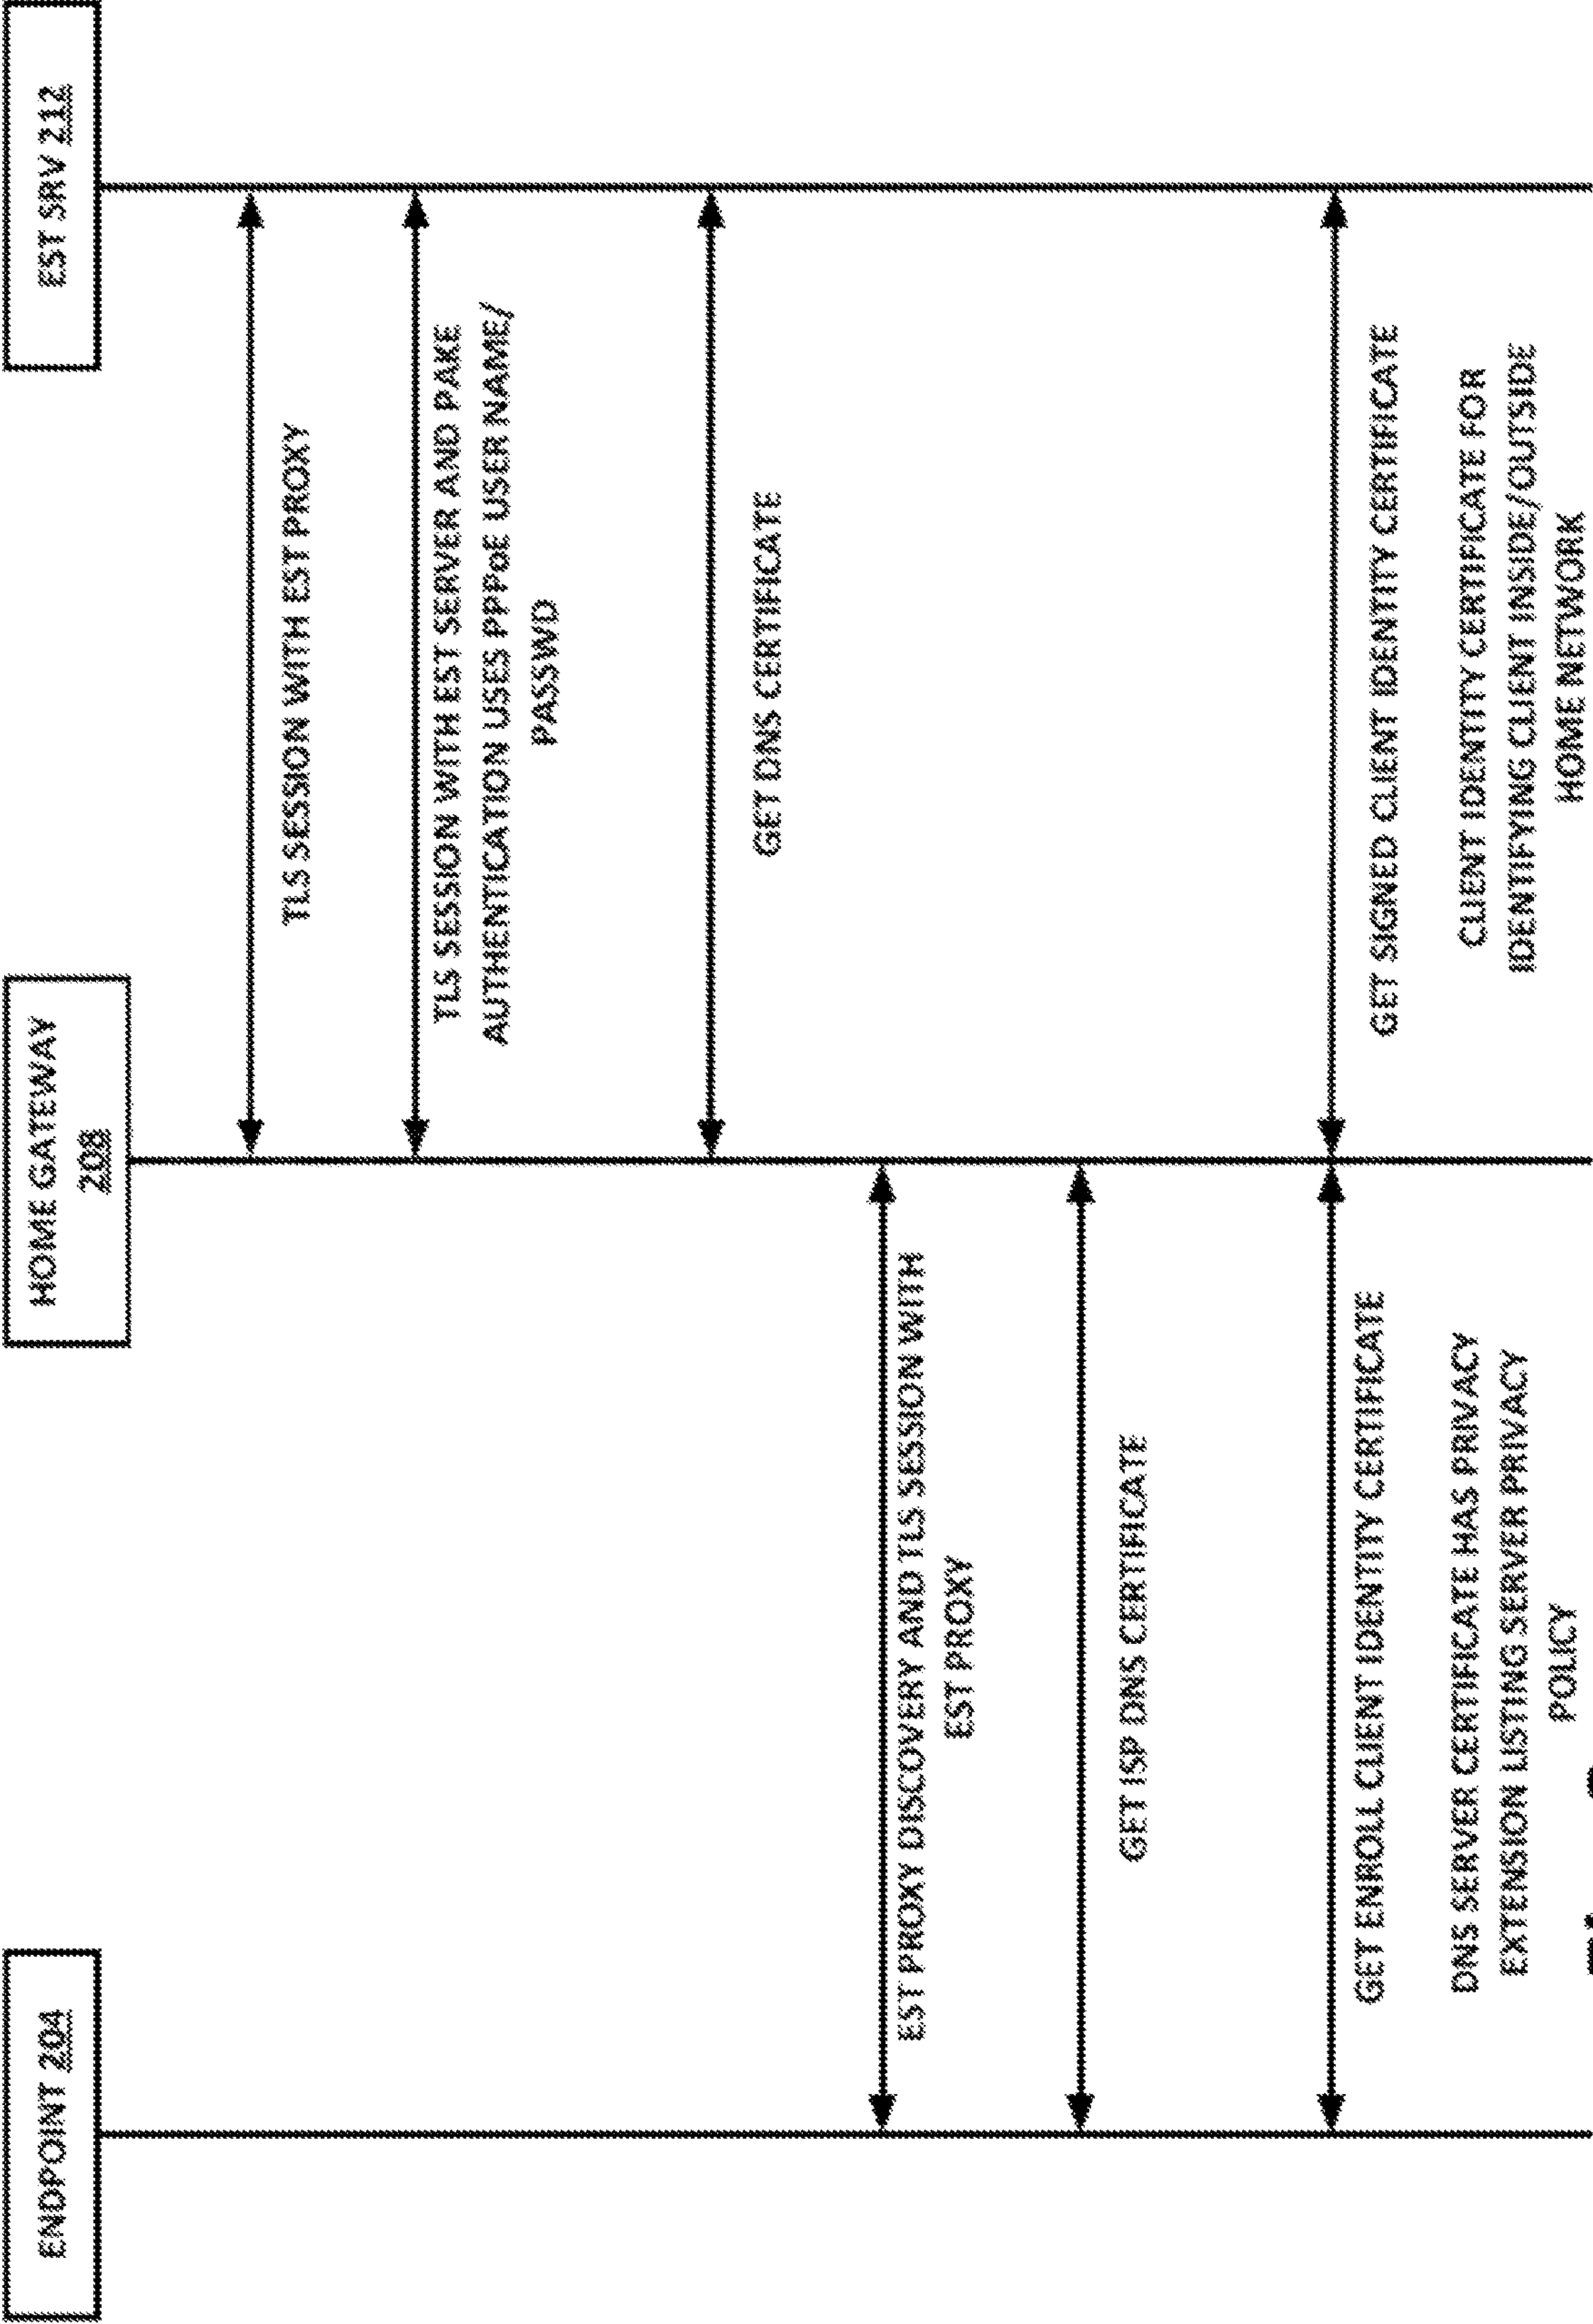 ENDPOINT 204
HOME GATEWAY
208
EST SRV 212
TLS SESSION WITH EST PROXY
TLS SESSION WITH EST SERVER AND PAKE
AUTHENTICATION USES PPPoE USER NAME/
PASSWD
GET DNS CERTIFICATE
EST PROXY DISCOVERY AND TLS SESSION WITH
EST PROXY
GET ISP DNS CERTIFICATE
GET ENROLL CLIENT IDENTITY CERTIFICATE
DNS SERVER CERTIFICATE HAS PRIVACY
EXTENSION LISTING SERVER PRIVACY
POLICY
GET SIGNED CLIENT IDENTITY CERTIFICATE
CLIENT IDENTITY CERTIFICATE FOR
IDENTIFYING CLIENT INSIDE/OUTSIDE
HOME NETWORK